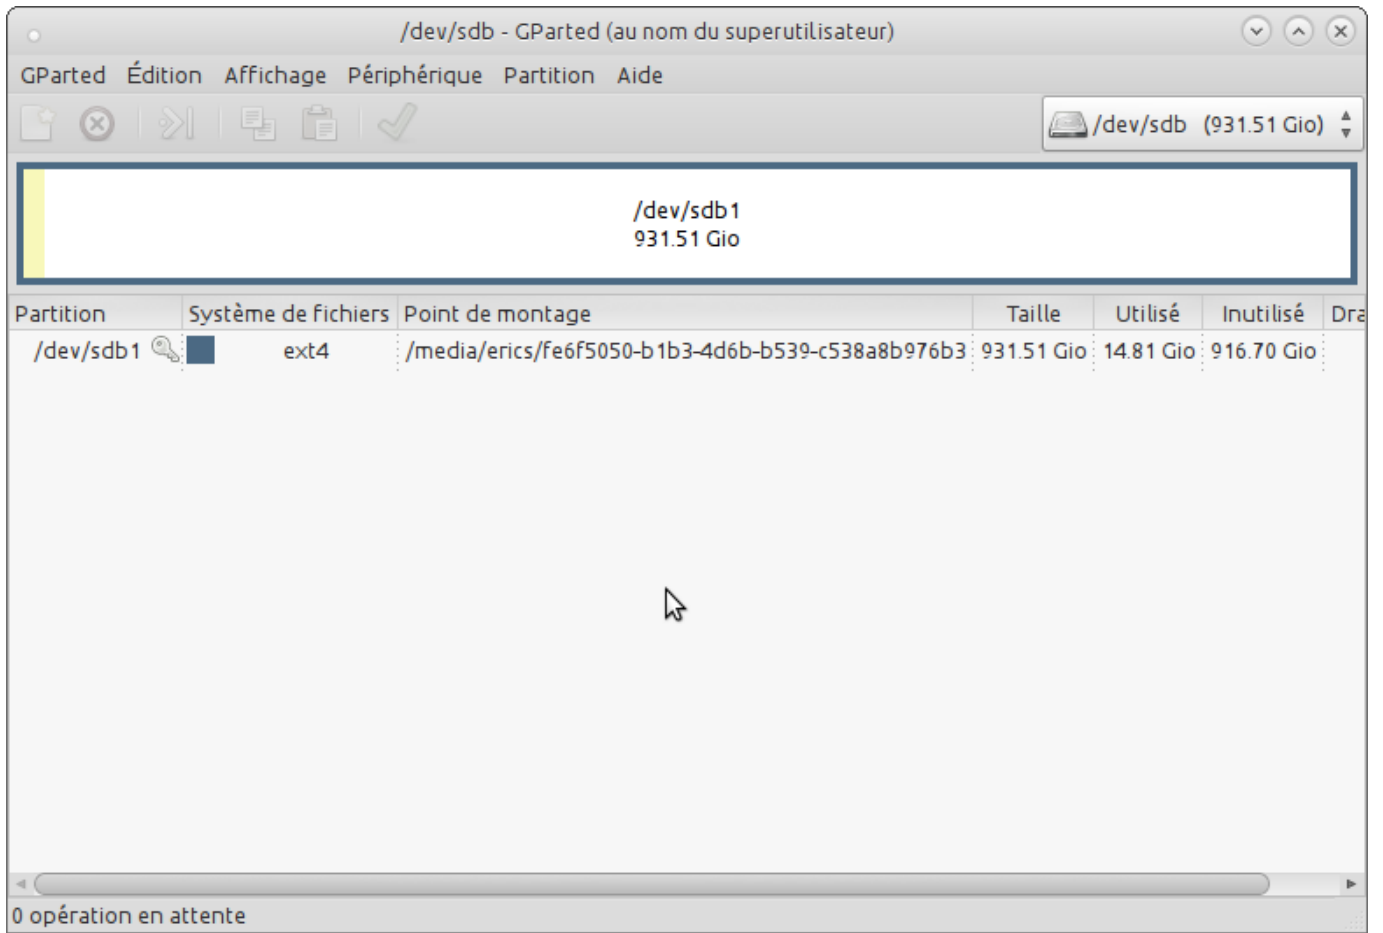 /dev/sdb - GParted (au nom du superutilisateur)
GParted Édition Affichage Périphérique Partition Aide
/dev/sdb (931.51 Gio)
/dev/sdb1
931.51 Gio
Partition Système de fichiers Point de montage Taille Utilisé Inutilisé Dra
/dev/sdb1 ext4 /media/erics/fe6f5050-b1b3-4d6b-b539-c538a8b976b3 931.51 Gio 14.81 Gio 916.70 Gio
0 opération en attente